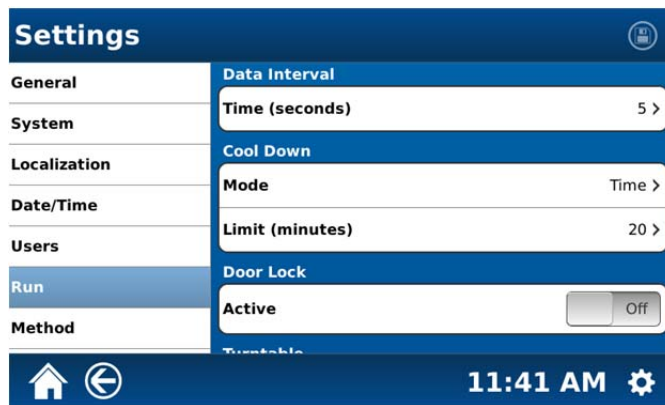 Settings
General
System
Localization
Date/Time
Users
Run
Method
Data Interval
Time (seconds) 5 >
Cool Down
Mode Time >
Limit (minutes) 20 >
Door Lock
Active Off
Turntable
11:41 AM